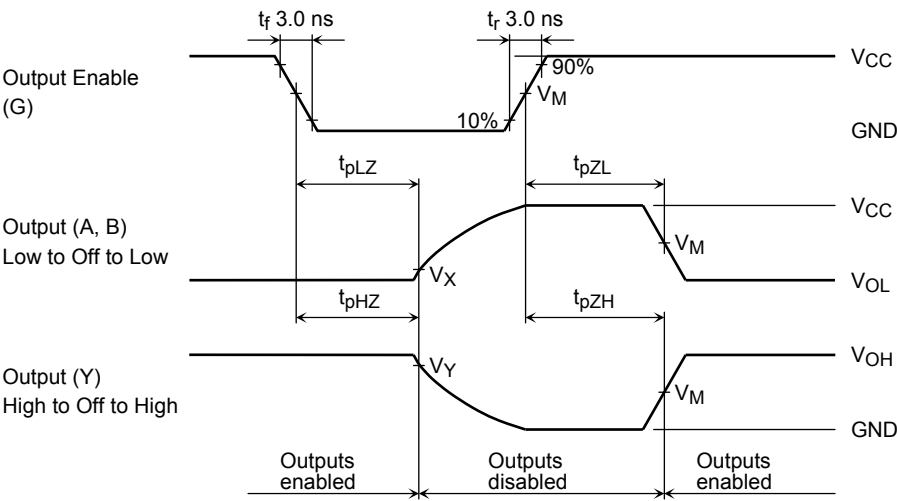 tf 3.0 ns
tr 3.0 ns
Output Enable
(G)
90%
VM
10%
VCC
GND
tpLZ
tpZL
Output (A, B)
Low to Off to Low
VCC
VM
VX
VOL
tpHZ
tpZH
Output (Y)
High to Off to High
VY
VOH
VM
GND
Outputs
enabled
Outputs
disabled
Outputs
enabled